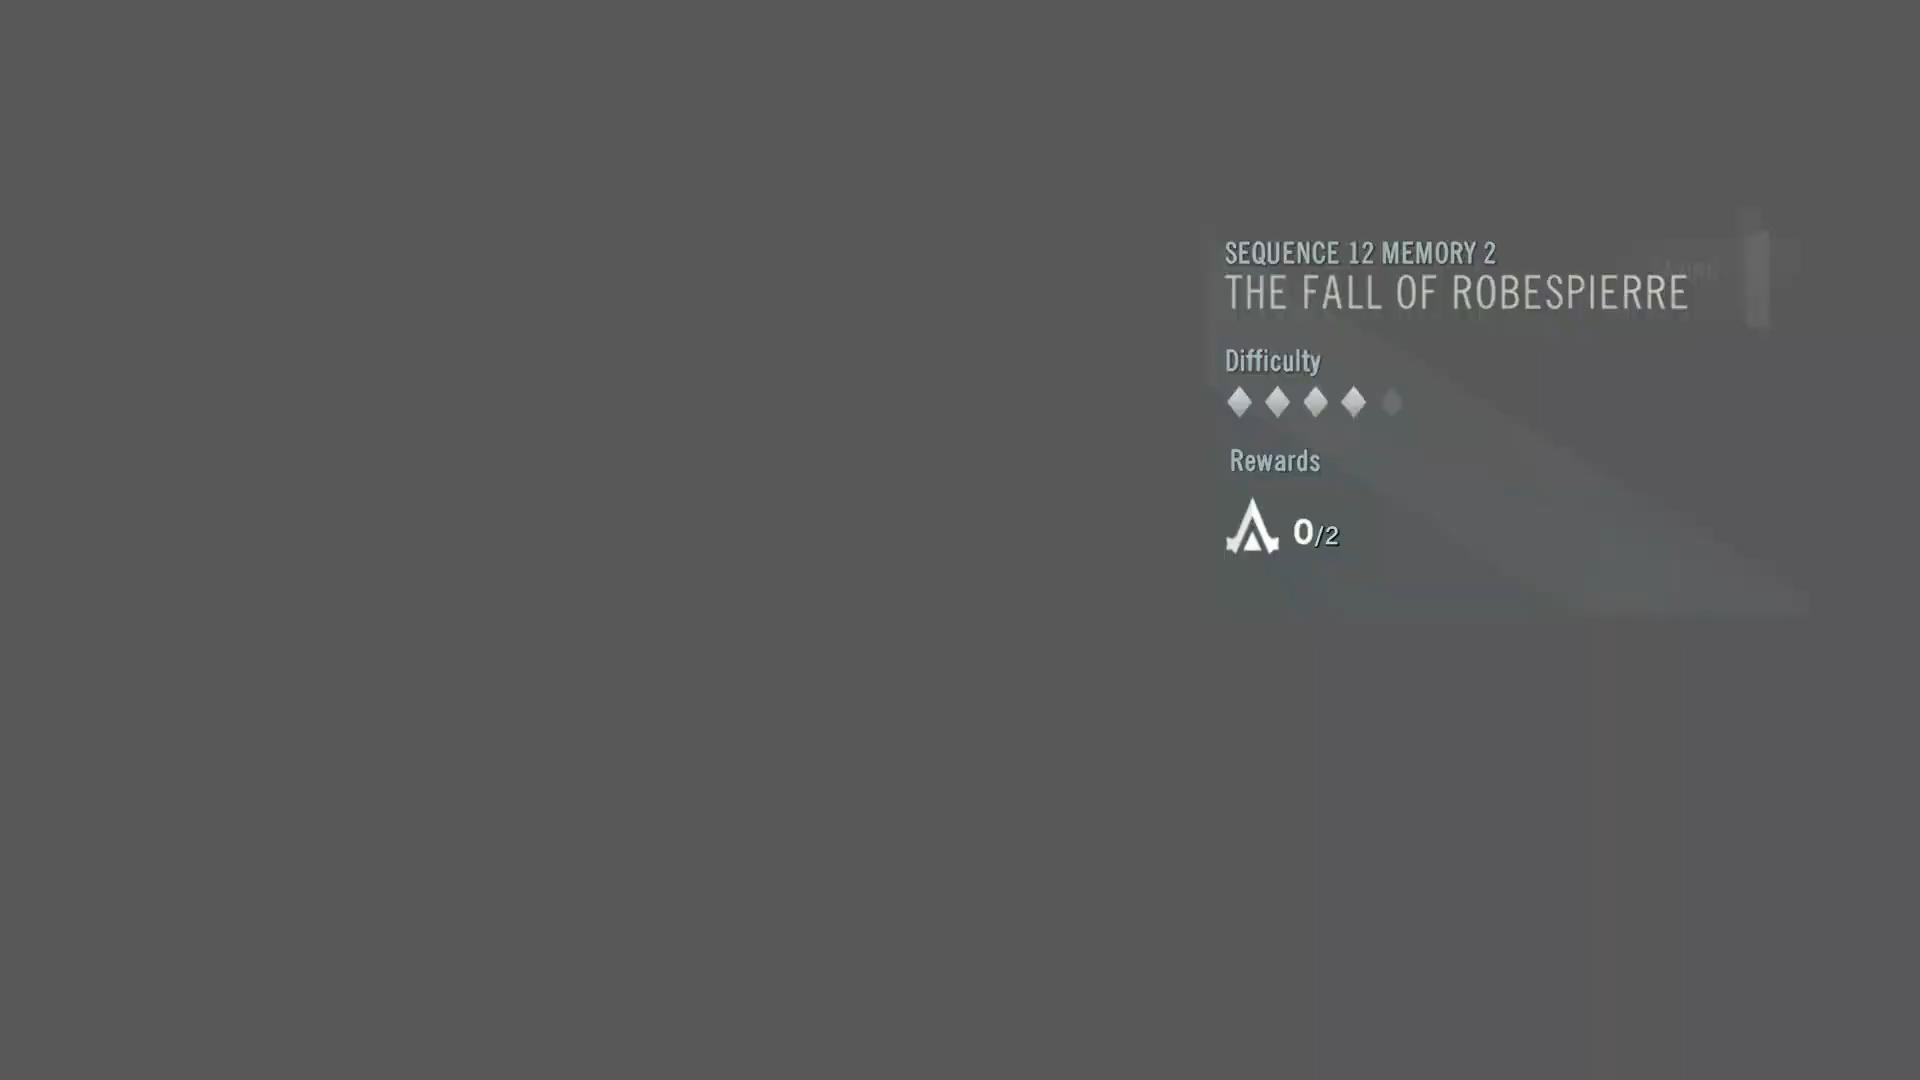 SEQUENCE 12 MEMORY 2
THE FALL OF ROBESPIERRE
Difficulty
Rewards
0/2